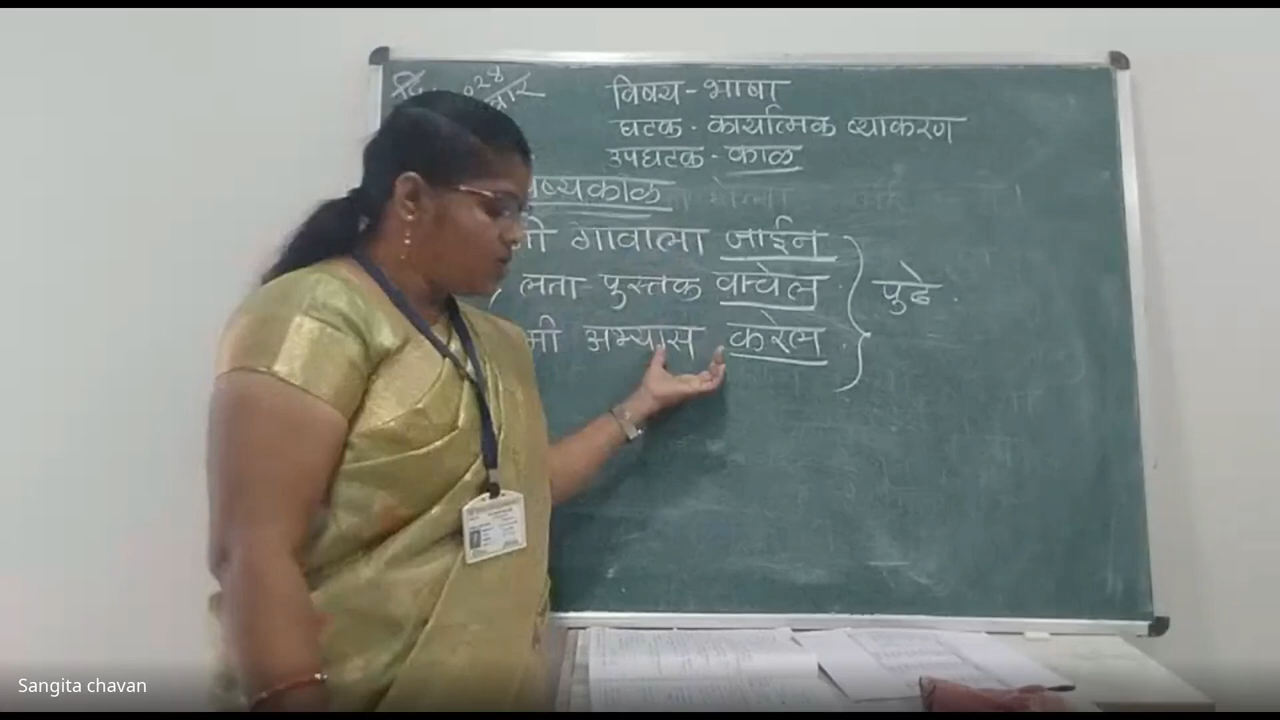 विषय - भाषा
घटक - कार्यात्मक व्याकरण
उपघटक - काळ
मी गावाला जाईन
लता पुस्तक वाचेल
मी अभ्यास करेल
पुढे .
Sangita chavan